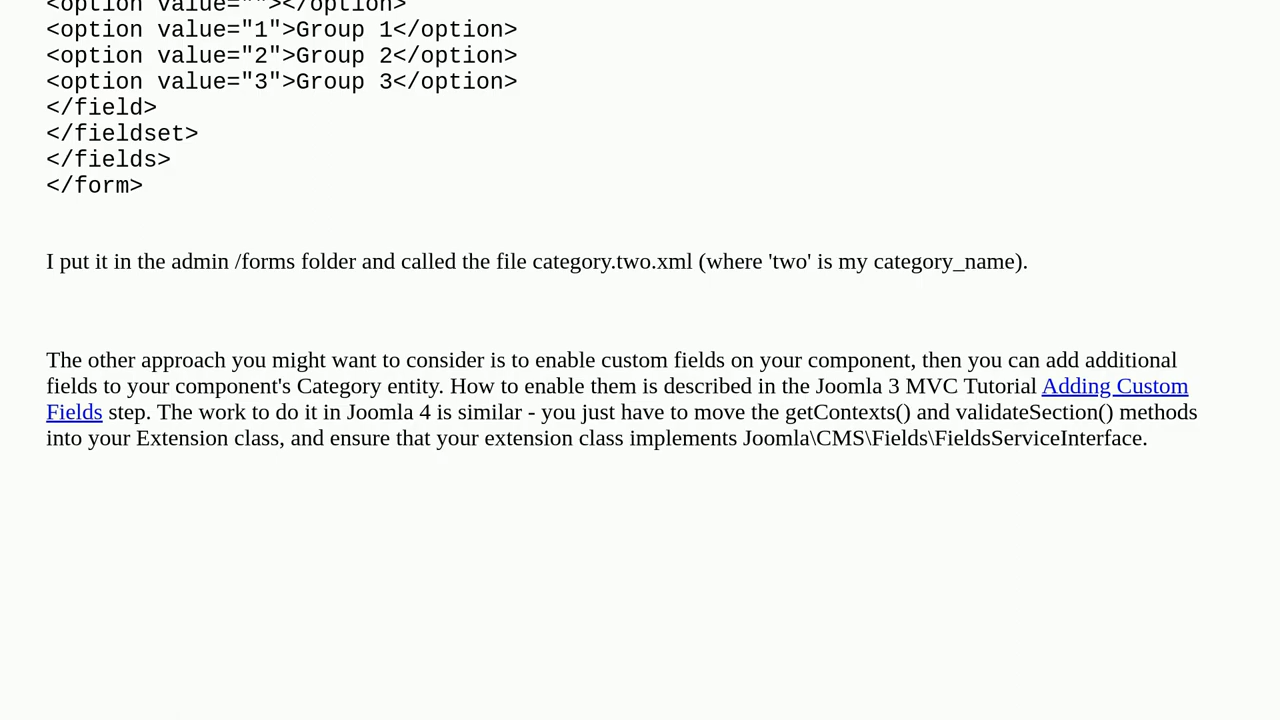 <option value=""></option>
<option value="1">Group 1</option>
<option value="2">Group 2</option>
<option value="3">Group 3</option>
</field>
</fieldset>
</fields>
</form>
I put it in the admin /forms folder and called the file category.two.xml (where 'two' is my category_name).
The other approach you might want to consider is to enable custom fields on your component, then you can add additional
fields to your component's Category entity. How to enable them is described in the Joomla 3 MVC Tutorial Adding Custom
Fields step. The work to do it in Joomla 4 is similar - you just have to move the getContexts() and validateSection() methods
into your Extension class, and ensure that your extension class implements Joomla\CMS\Fields\FieldsServiceInterface.